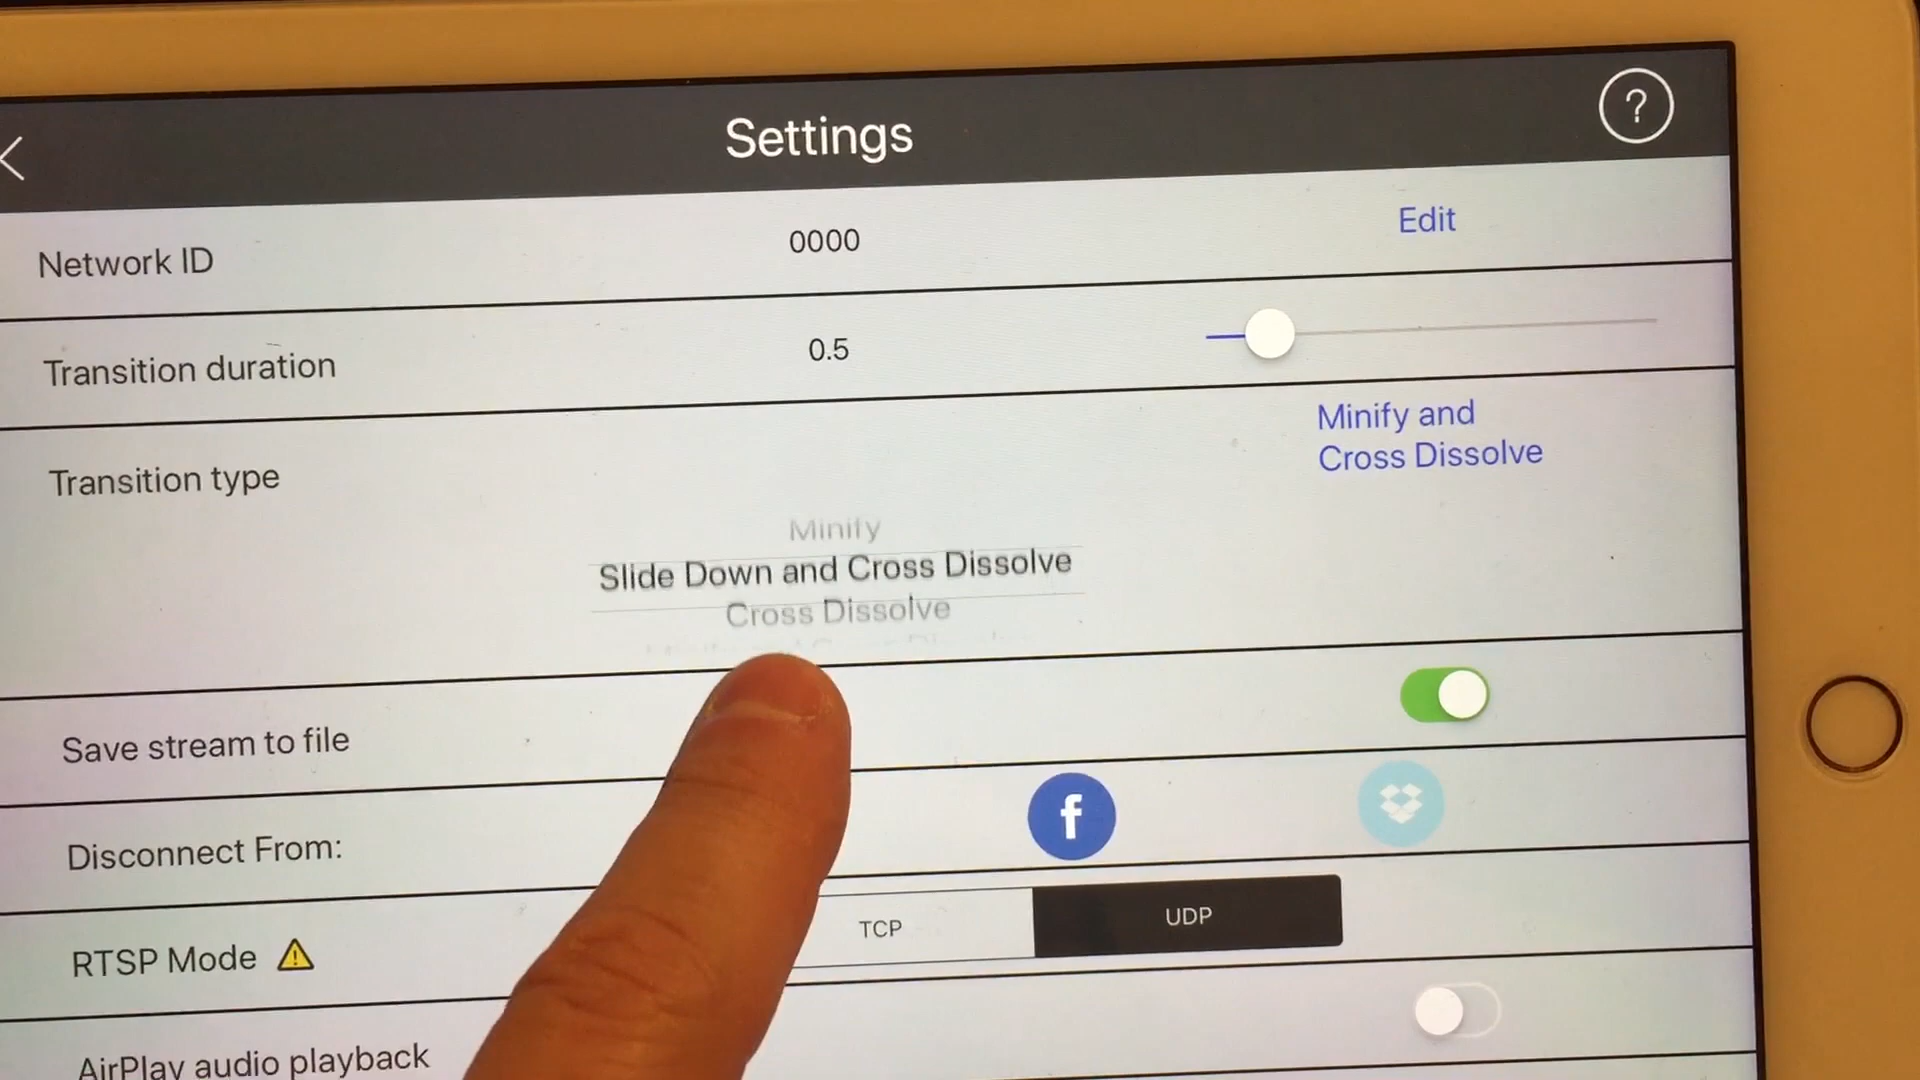 Settings
?
Network ID
0000
Edit
Transition duration
0.5
Transition type
Minify and
Cross Dissolve
Minify
Slide Down and Cross Dissolve
Cross Dissolve
Save stream to file
Disconnect From:
f
RTSP Mode
TCP
UDP
AirPlay audio playback